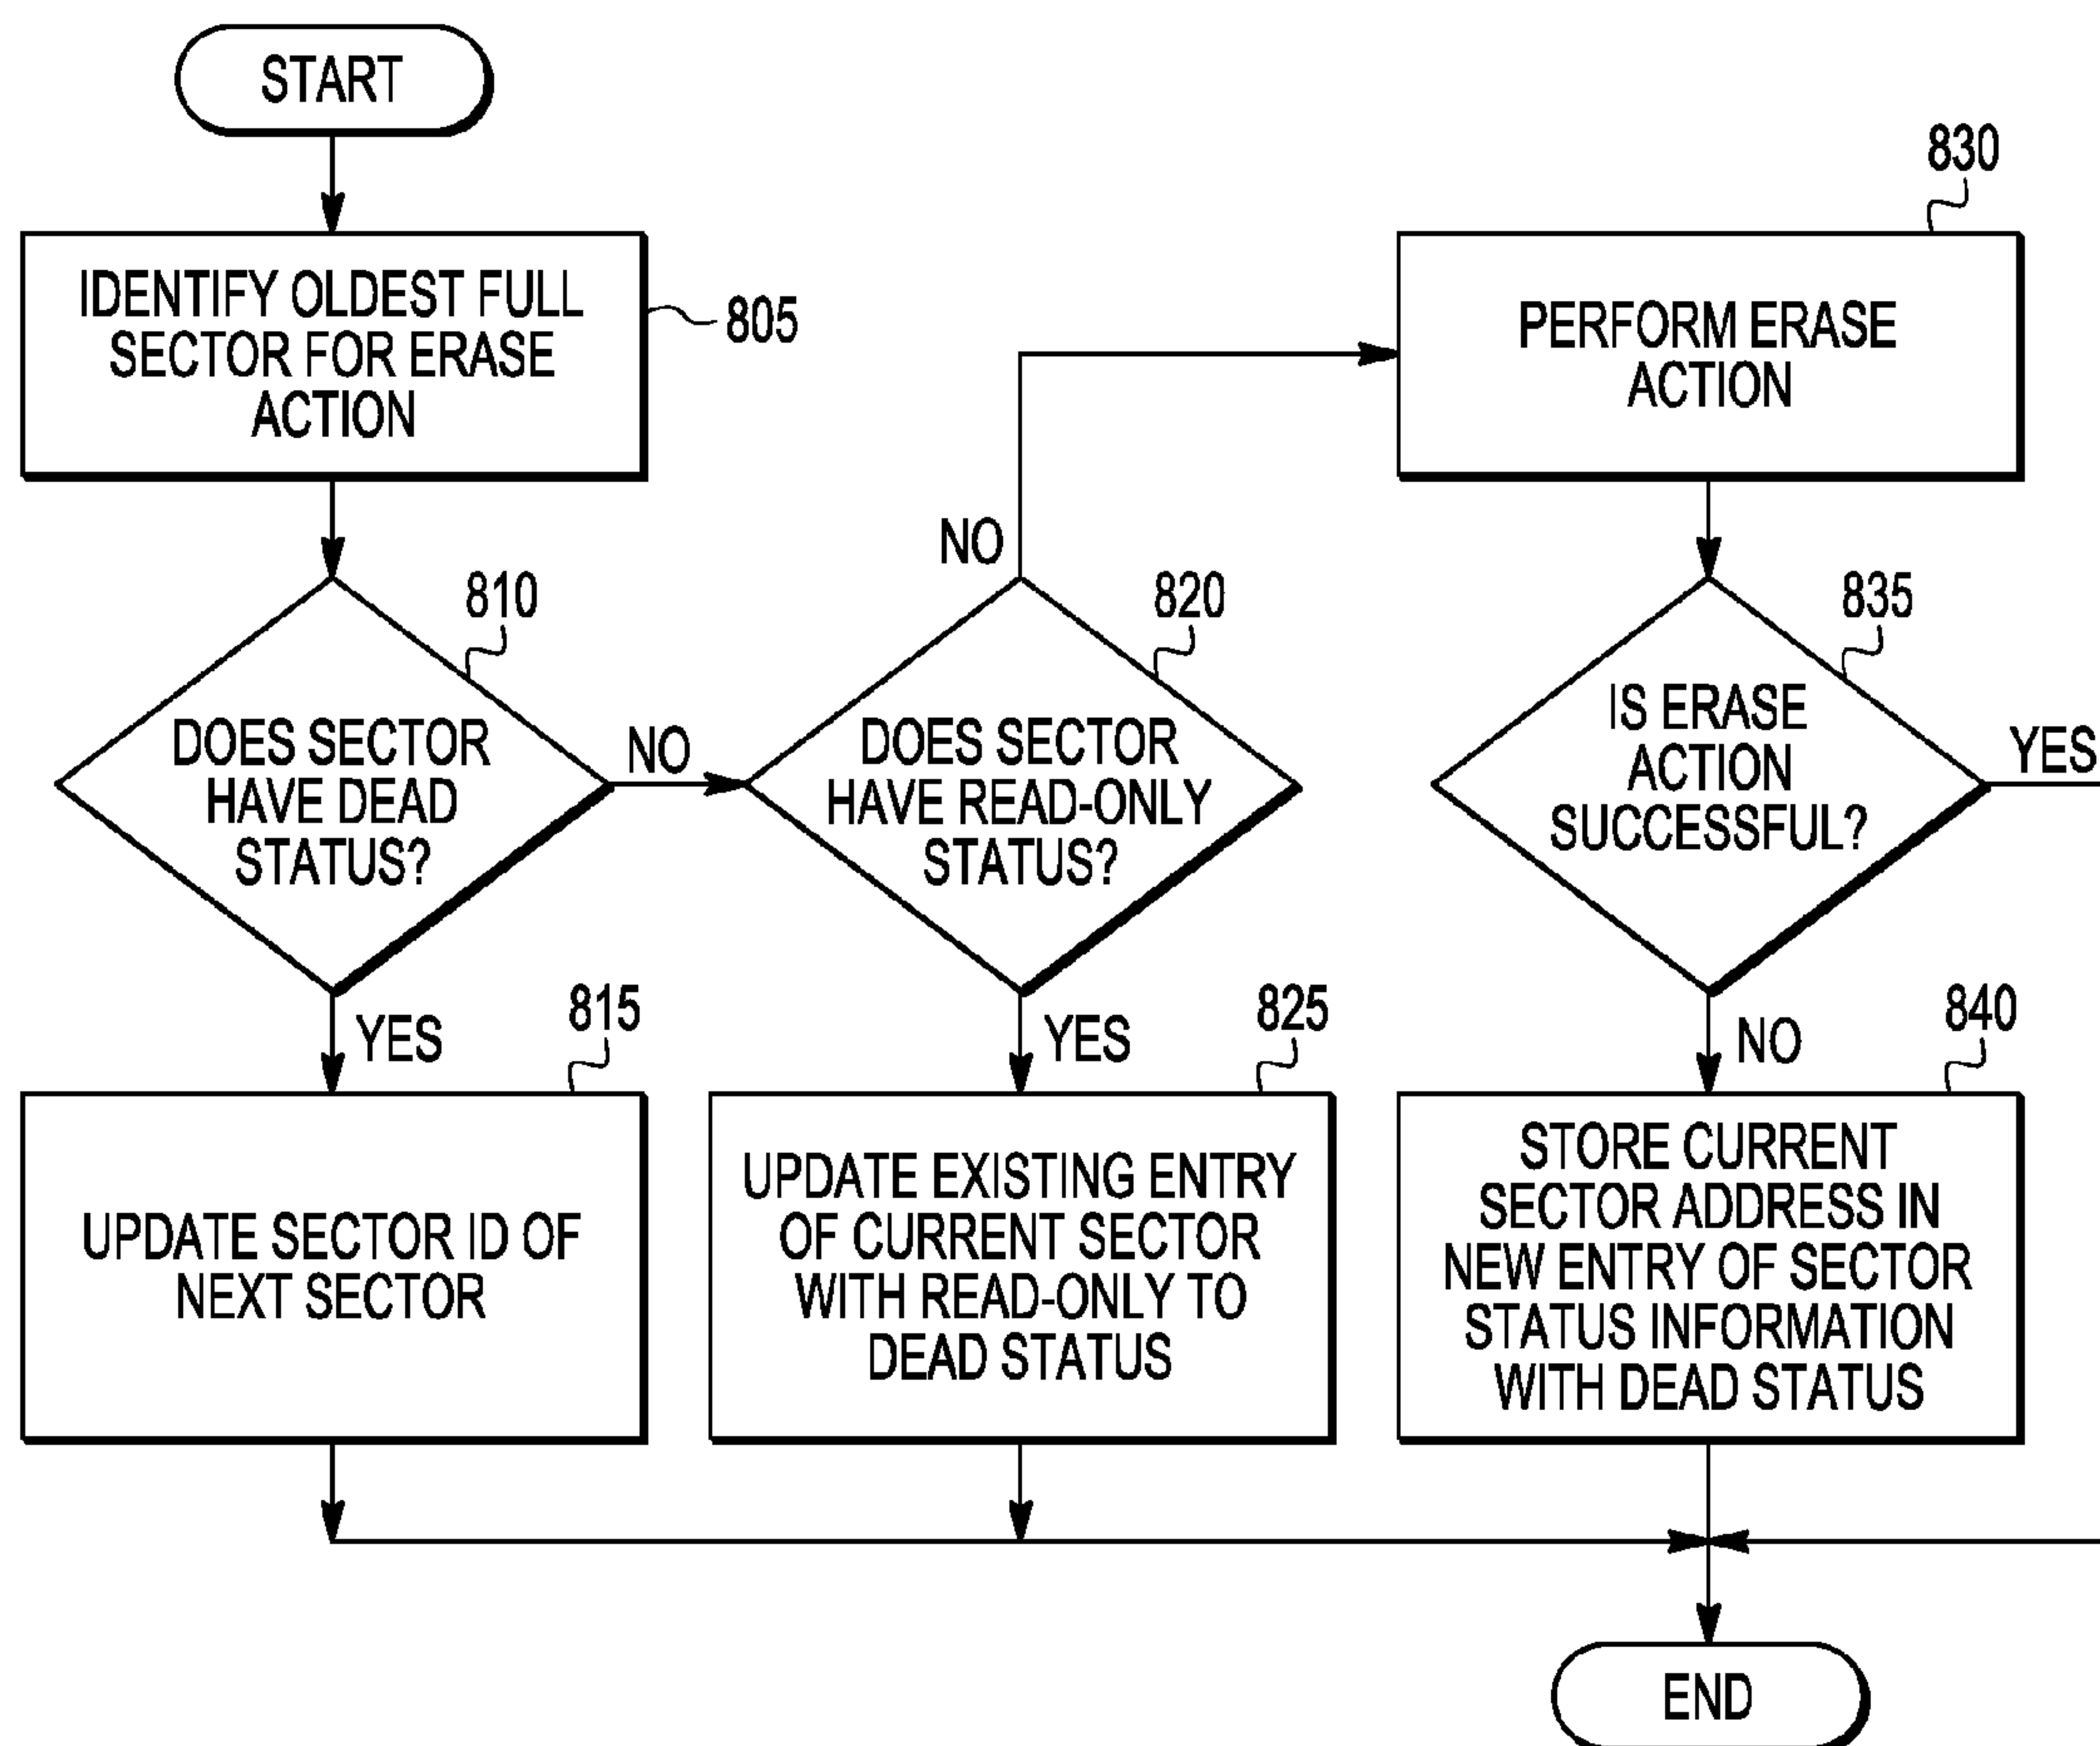 START
IDENTIFY OLDEST FULL
SECTOR FOR ERASE
ACTION
805
DOES SECTOR
HAVE DEAD
STATUS?
810
NO
YES
UPDATE SECTOR ID OF
NEXT SECTOR
815
DOES SECTOR
HAVE READ-ONLY
STATUS?
820
NO
YES
UPDATE EXISTING ENTRY
OF CURRENT SECTOR
WITH READ-ONLY TO
DEAD STATUS
825
PERFORM ERASE
ACTION
830
IS ERASE
ACTION
SUCCESSFUL?
835
YES
NO
STORE CURRENT
SECTOR ADDRESS IN
NEW ENTRY OF SECTOR
STATUS INFORMATION
WITH DEAD STATUS
840
END